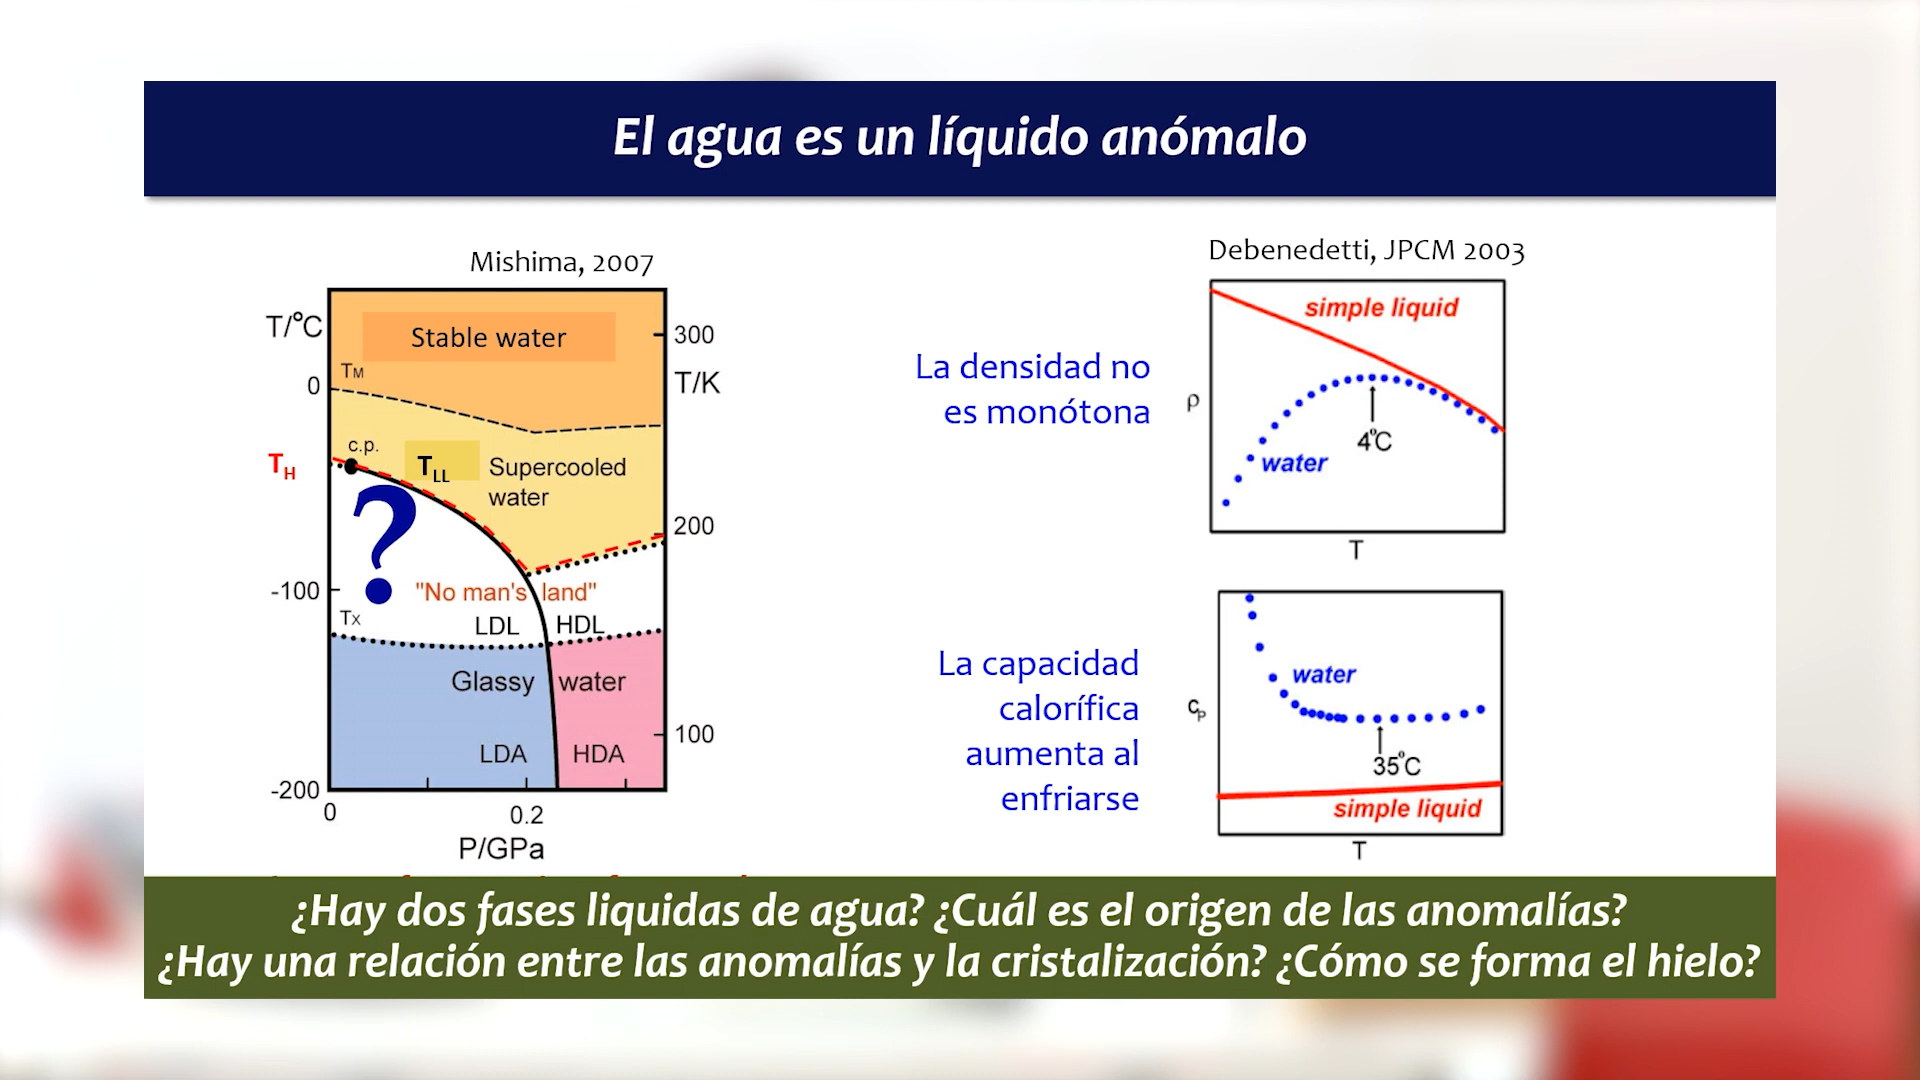 El agua es un líquido anómalo
Mishima, 2007
T/°C
Stable water
300
T/K
TM
0
c.p.
TH
TLL
Supercooled
water
200
?
-100
"No man's land"
Tx
LDL
HDL
Glassy
water
100
LDA
HDA
-200
0
0.2
P/GPa
La densidad no
es monótona
Debenedetti, JPCM 2003
simple liquid
ρ
4°C
water
T
La capacidad
calorífica
aumenta al
enfriarse
water
cP
35°C
simple liquid
T
¿Hay dos fases liquidas de agua? ¿Cuál es el origen de las anomalías?
¿Hay una relación entre las anomalías y la cristalización? ¿Cómo se forma el hielo?